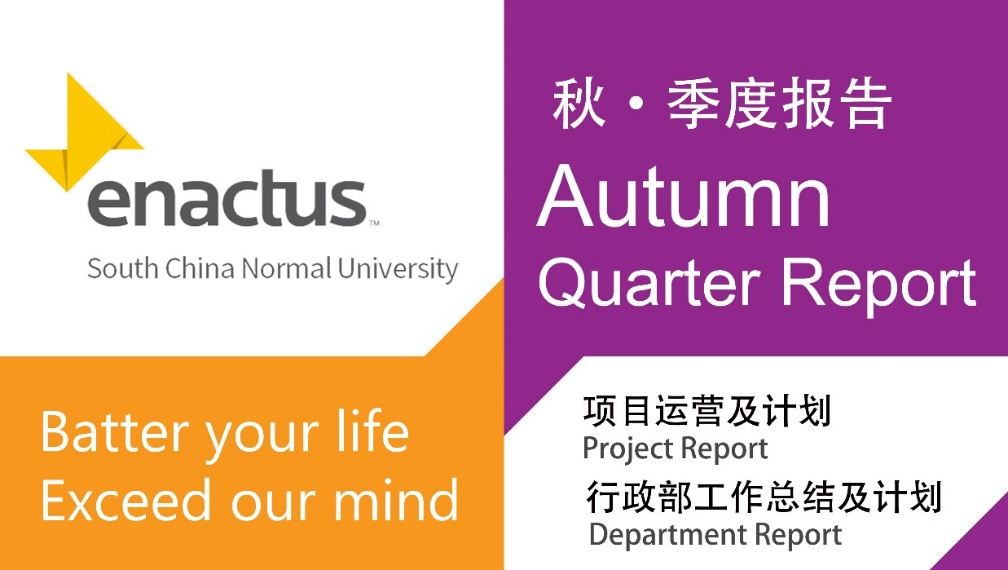 enactus™
South China Normal University
秋·季度报告
Autumn
Quarter Report
Batter your life
Exceed our mind
项目运营及计划
Project Report
行政部工作总结及计划
Department Report